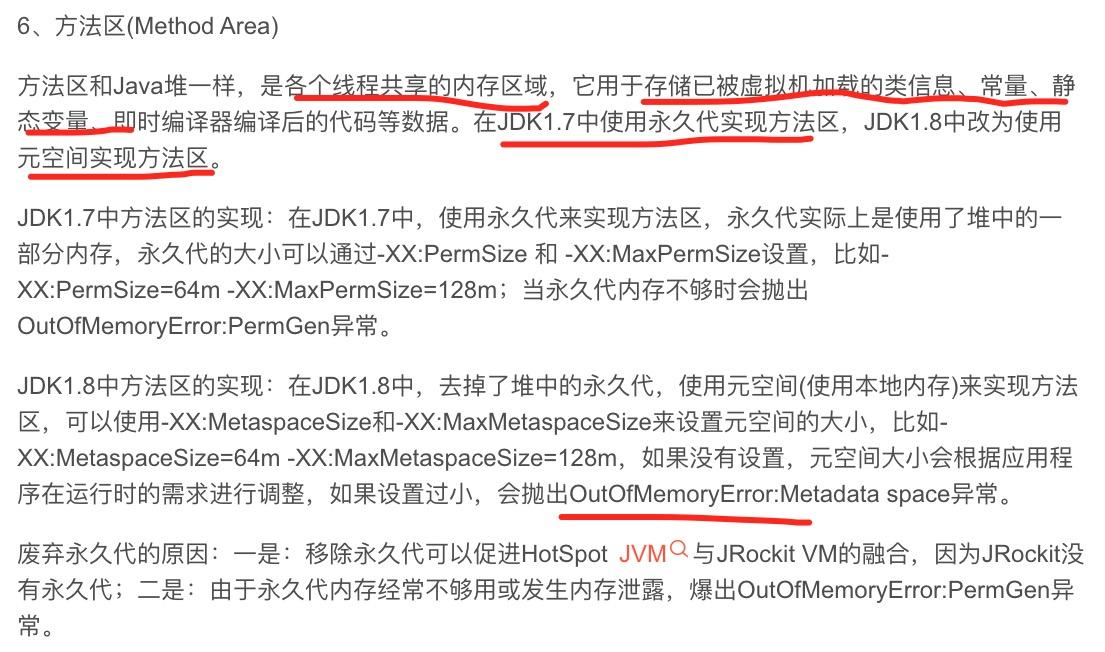 6、方法区(Method Area)
方法区和Java堆一样，是各个线程共享的内存区域，它用于存储已被虚拟机加载的类信息、常量、静
态变量、即时编译器编译后的代码等数据。在JDK1.7中使用永久代实现方法区，JDK1.8中改为使用
元空间实现方法区。
JDK1.7中方法区的实现：在JDK1.7中，使用永久代来实现方法区，永久代实际上是使用了堆中的一
部分内存，永久代的大小可以通过-XX:PermSize 和 -XX:MaxPermSize设置，比如-
XX:PermSize=64m -XX:MaxPermSize=128m；当永久代内存不够时会抛出
OutOfMemoryError:PermGen异常。
JDK1.8中方法区的实现：在JDK1.8中，去掉了堆中的永久代，使用元空间(使用本地内存)来实现方法
区，可以使用-XX:MetaspaceSize和-XX:MaxMetaspaceSize来设置元空间的大小，比如-
XX:MetaspaceSize=64m -XX:MaxMetaspaceSize=128m，如果没有设置，元空间大小会根据应用程
序在运行时的需求进行调整，如果设置过小，会抛出OutOfMemoryError:Metadata space异常。
废弃永久代的原因：一是：移除永久代可以促进HotSpot JVM与JRockit VM的融合，因为JRockit没
有永久代；二是：由于永久代内存经常不够用或发生内存泄露，爆出OutOfMemoryError:PermGen异
常。